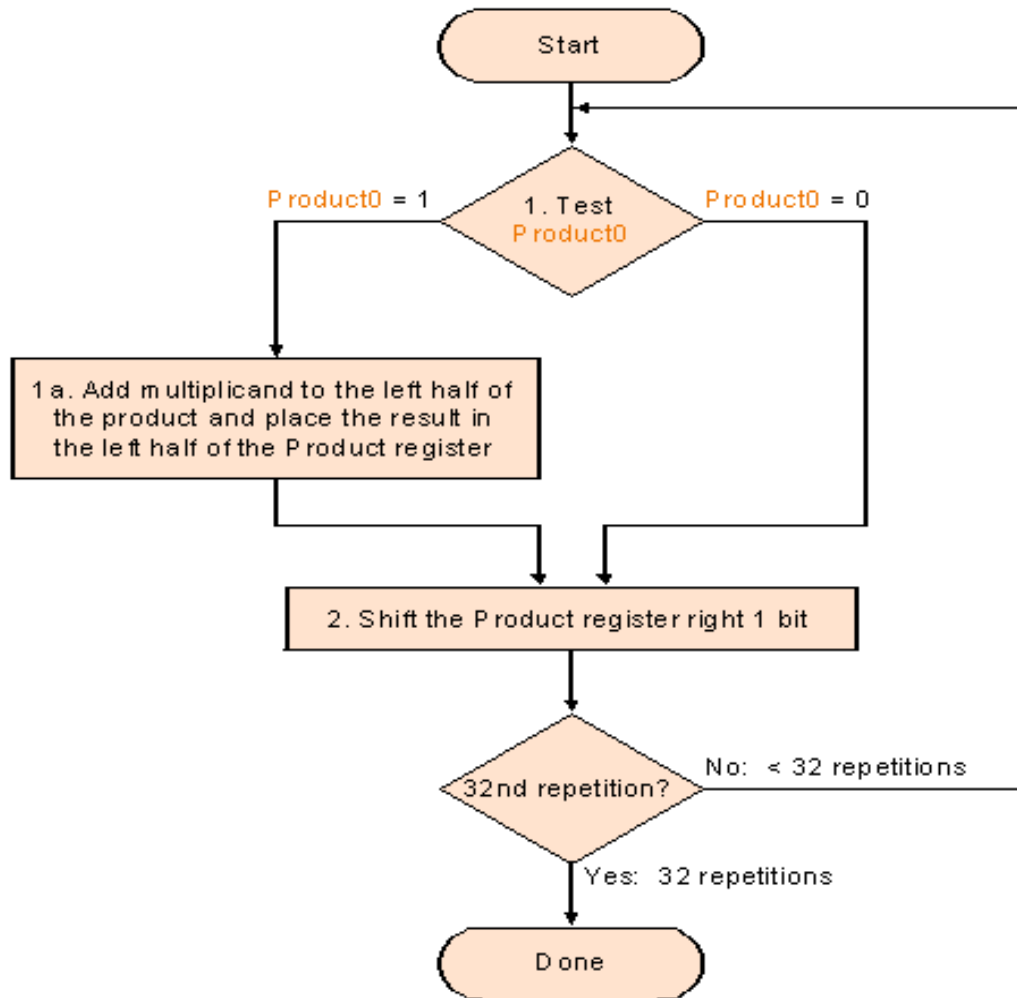 Start
Product0 = 1
Product0 = 0
1. Test
Product0
1a. Add multiplicand to the left half of
the product and place the result in
the left half of the Product register
2. Shift the Product register right 1 bit
32nd repetition?
No: < 32 repetitions
Yes: 32 repetitions
Done